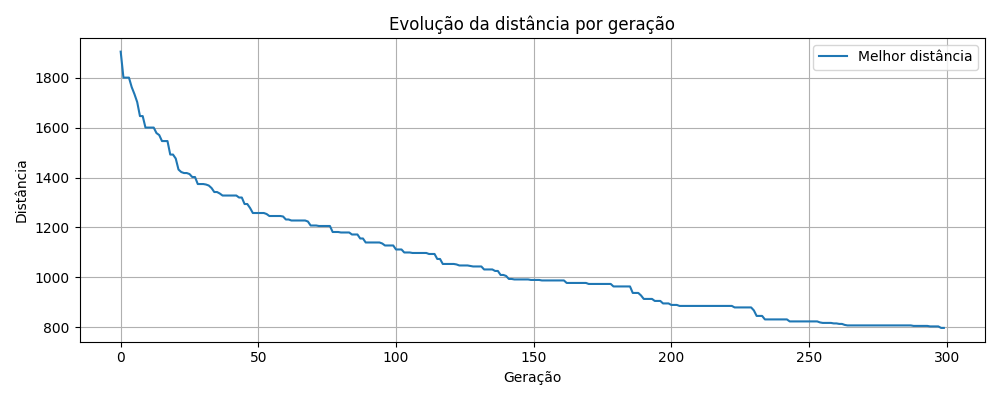 Evolução da distância por geração
Melhor distância
Distância
1800
1600
1400
1200
1000
800
0 50 100 150 200 250 300
Geração